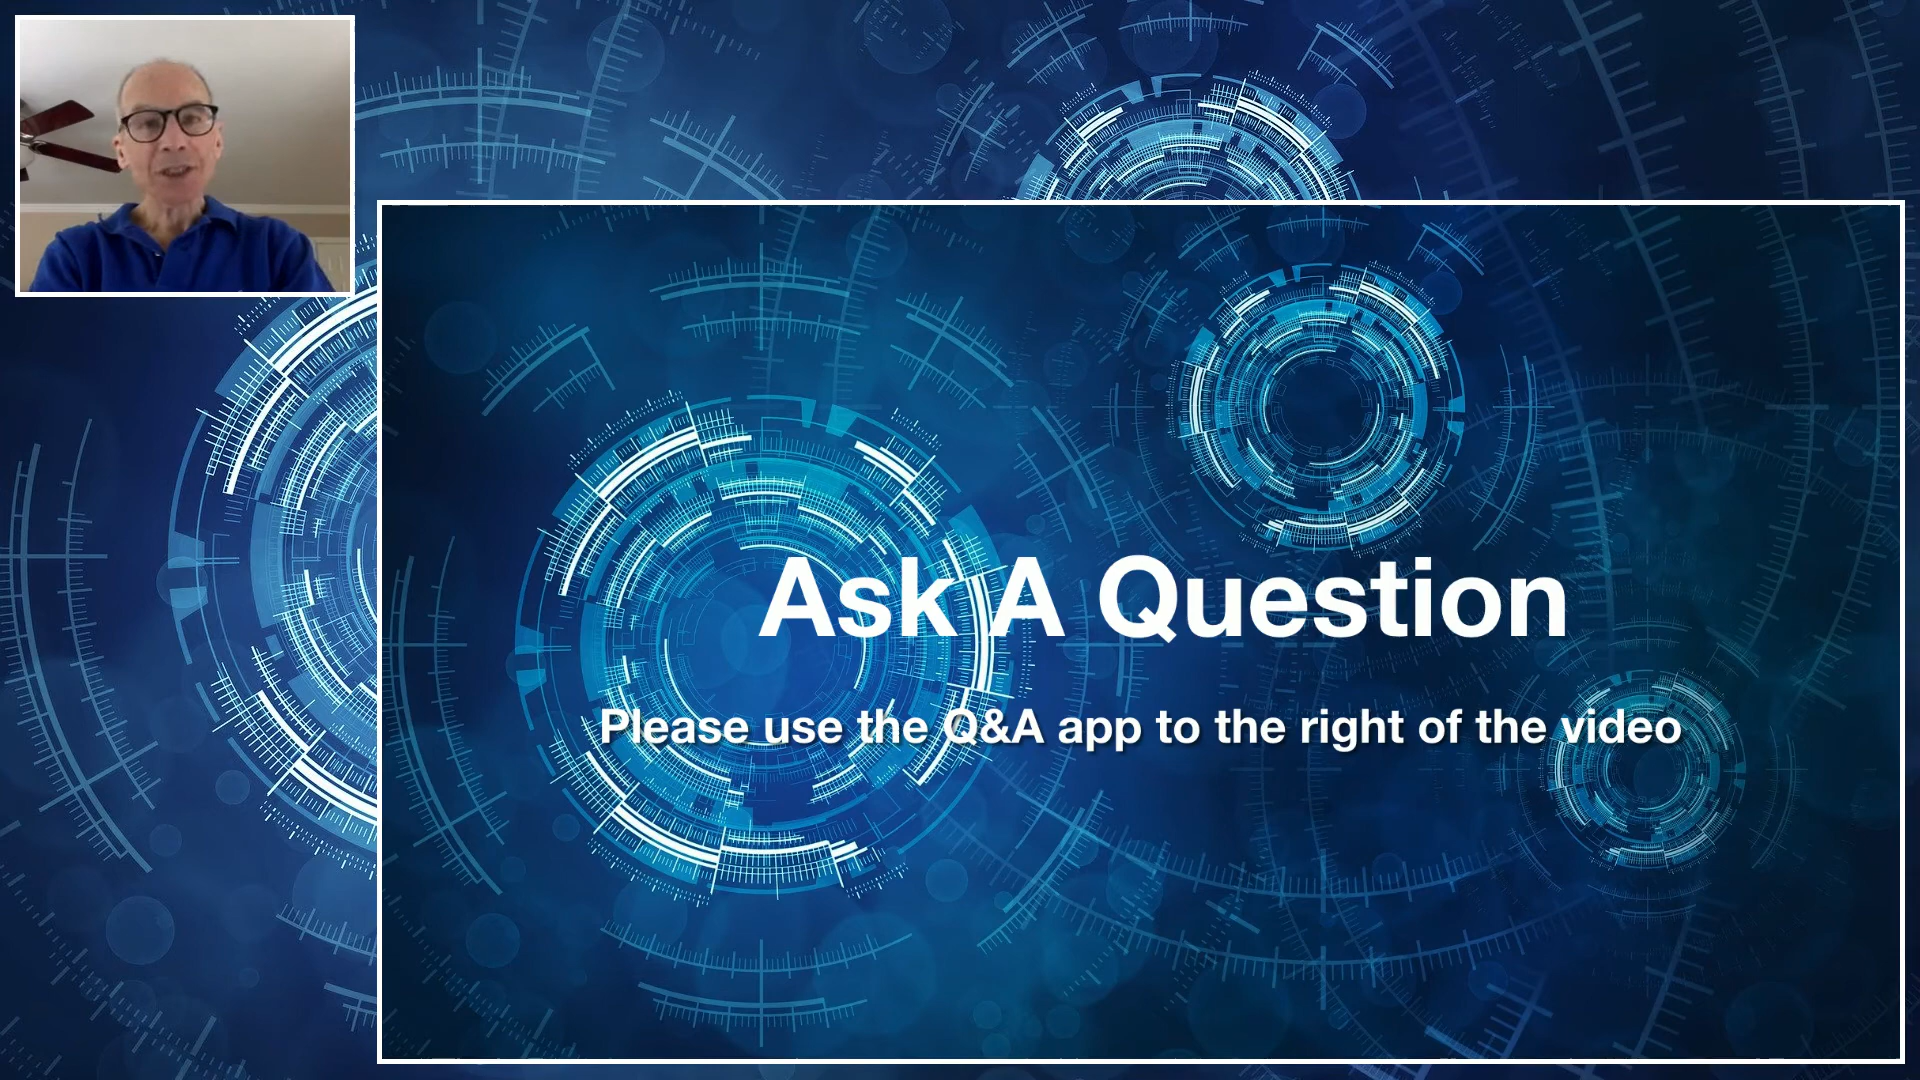 Ask A Question
Please use the Q&A app to the right of the video